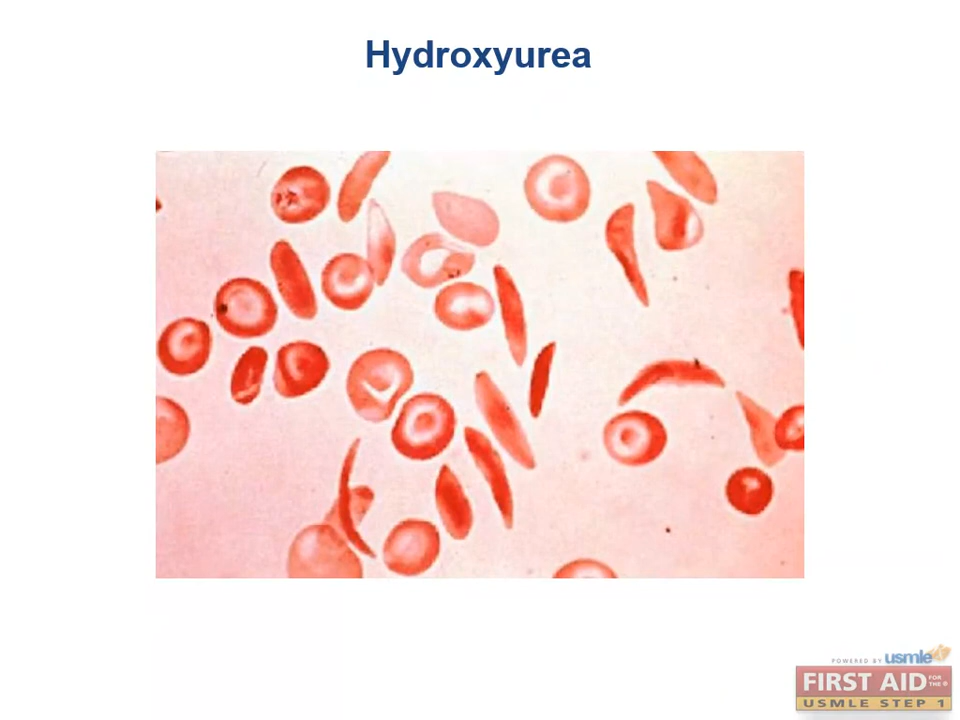 Hydroxyurea
POWERED BY usmle
FIRST AID FOR THE®
USMLE STEP 1